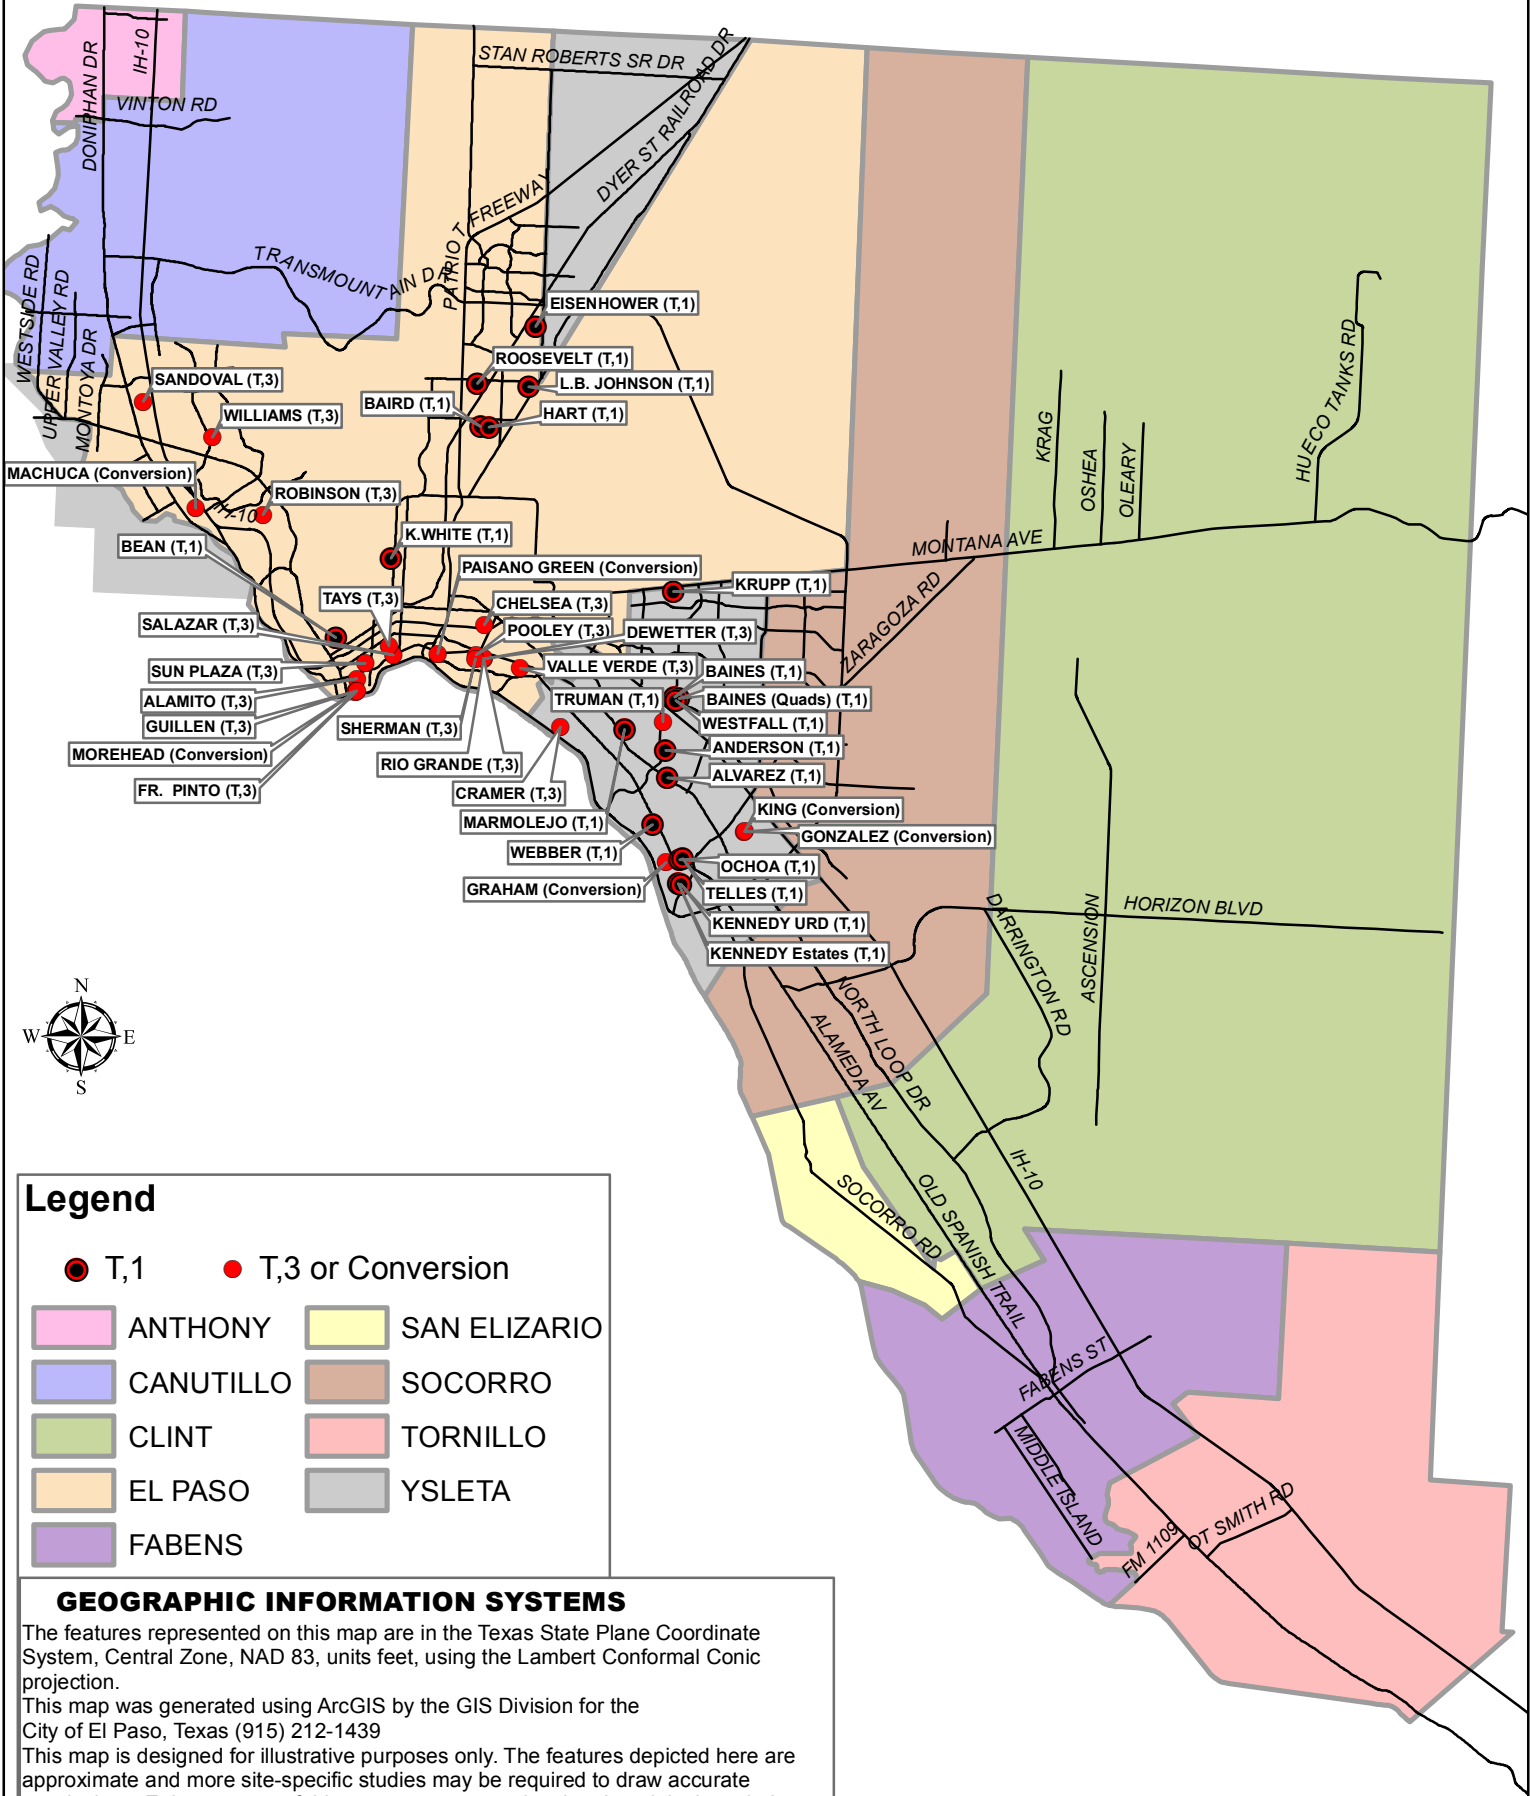 STAN ROBERTS SR DR
DONIPHAN DR
IH-10
VINTON RD
DYER ST RAILROAD DR
PATRIOT FREEWAY
TRANSMOUNTAIN DR
WESTSIDE RD
UPPER VALLEY RD
MONTOYA DR
EISENHOWER (T,1)
ROOSEVELT (T,1)
L.B. JOHNSON (T,1)
BAIRD (T,1)
HART (T,1)
SANDOVAL (T,3)
WILLIAMS (T,3)
MACHUCA (Conversion)
ROBINSON (T,3)
IH-10
BEAN (T,1)
K.WHITE (T,1)
PAISANO GREEN (Conversion)
KRUPP (T,1)
TAYS (T,3)
CHELSEA (T,3)
SALAZAR (T,3)
POOLEY (T,3)
DEWETTER (T,3)
SUN PLAZA (T,3)
VALLE VERDE (T,3)
BAINES (T,1)
ALAMITO (T,3)
TRUMAN (T,1)
BAINES (Quads) (T,1)
GUILLEN (T,3)
SHERMAN (T,3)
WESTFALL (T,1)
MOREHEAD (Conversion)
ANDERSON (T,1)
RIO GRANDE (T,3)
ALVAREZ (T,1)
FR. PINTO (T,3)
CRAMER (T,3)
KING (Conversion)
MARMOLEJO (T,1)
GONZALEZ (Conversion)
WEBBER (T,1)
OCHOA (T,1)
GRAHAM (Conversion)
TELLES (T,1)
KENNEDY URD (T,1)
KENNEDY Estates (T,1)
KRAG
OSHEA
OLEARY
HUECO TANKS RD
MONTANA AVE
ZARAGOZA RD
HORIZON BLVD
DARRINGTON RD
ASCENSION
NORTH LOOP DR
ALAMEDA AV
IH-10
SOCORRO RD
OLD SPANISH TRAIL
FABENS ST
MIDDLE ISLAND
FM 1109
OT SMITH RD
N
W
E
S
Legend
T,1
T,3 or Conversion
ANTHONY
SAN ELIZARIO
CANUTILLO
SOCORRO
CLINT
TORNILLO
EL PASO
YSLETA
FABENS
GEOGRAPHIC INFORMATION SYSTEMS
The features represented on this map are in the Texas State Plane Coordinate
System, Central Zone, NAD 83, units feet, using the Lambert Conformal Conic
projection.
This map was generated using ArcGIS by the GIS Division for the
City of El Paso, Texas (915) 212-1439
This map is designed for illustrative purposes only. The features depicted here are
approximate and more site-specific studies may be required to draw accurate